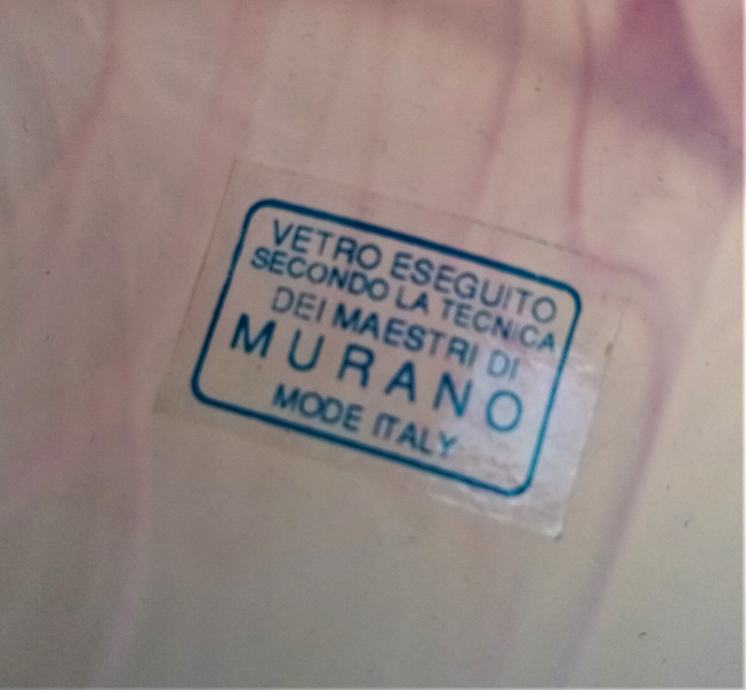 VETRO ESEGUITO
SECONDO LA TECNICA
DEI MAESTRI DI
MURANO
MODE ITALY